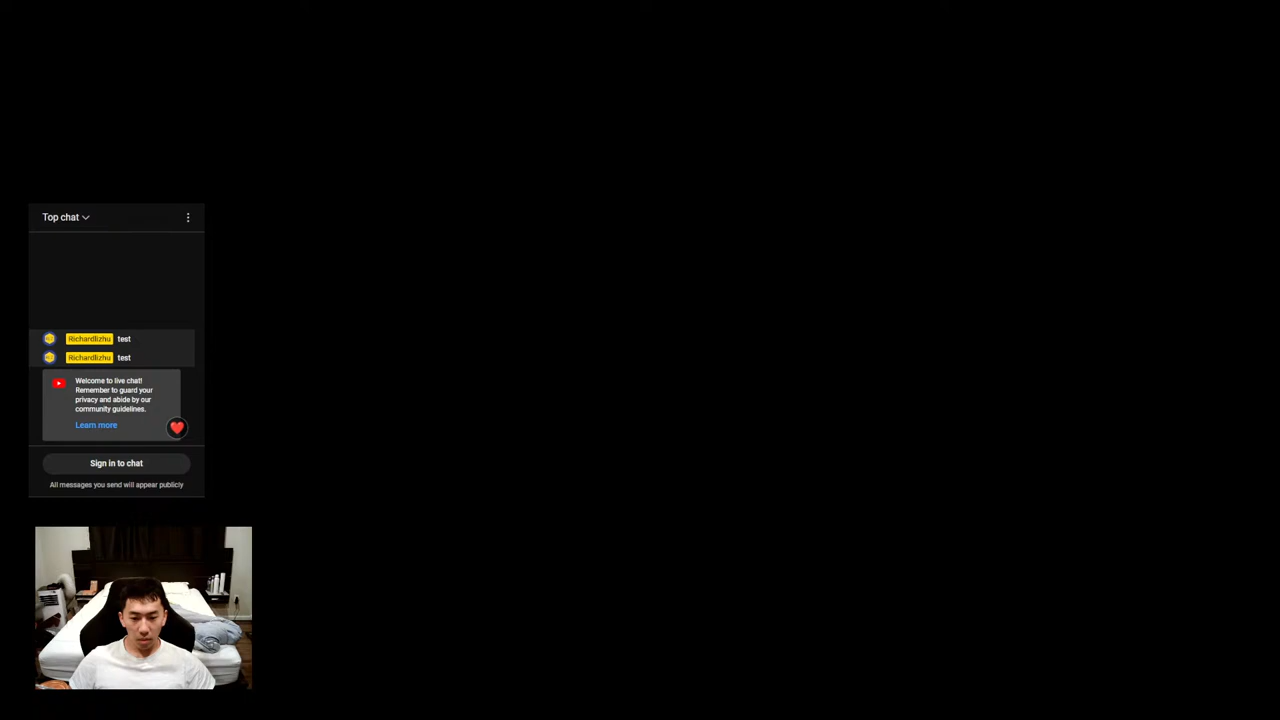 Top chat
Richardlizhu test
Richardlizhu test
Welcome to live chat!
Remember to guard your
privacy and abide by our
community guidelines.
Learn more
Sign in to chat
All messages you send will appear publicly